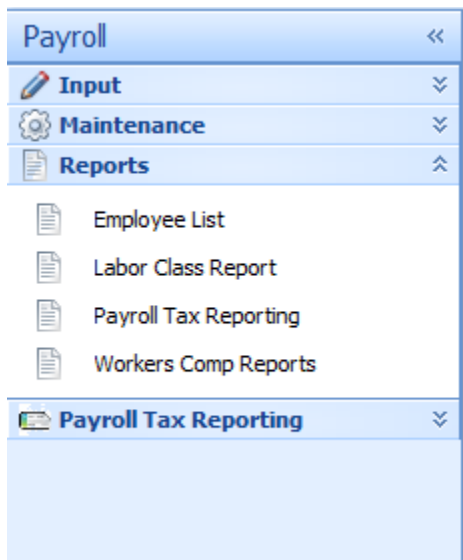 Payroll
Input
Maintenance
Reports
Employee List
Labor Class Report
Payroll Tax Reporting
Workers Comp Reports
Payroll Tax Reporting